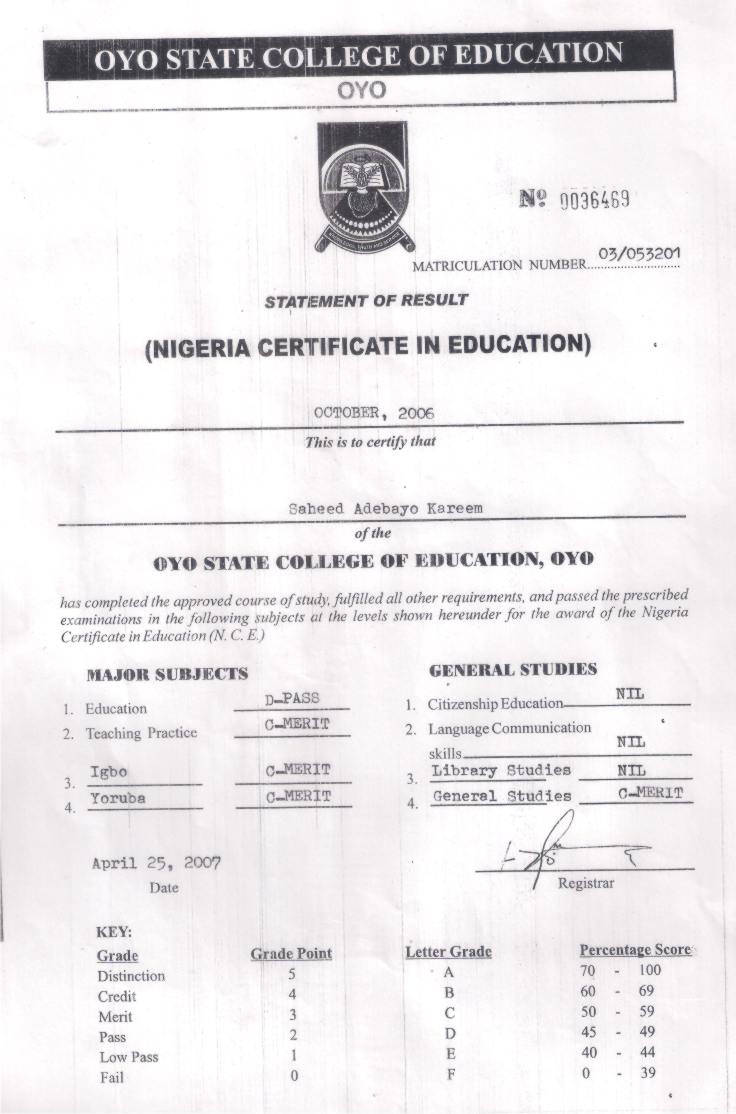 OYO STATE COLLEGE OF EDUCATION
OYO
Nº 0036469
MATRICULATION NUMBER 03/053201
STATEMENT OF RESULT
(NIGERIA CERTIFICATE IN EDUCATION)
OCTOBER, 2006
This is to certify that
Saheed Adebayo Kareem
of the
OYO STATE COLLEGE OF EDUCATION, OYO
has completed the approved course of study, fulfilled all other requirements, and passed the prescribed
examinations in the following subjects at the levels shown hereunder for the award of the Nigeria
Certificate in Education (N. C. E.)
MAJOR SUBJECTS
1. Education D-PASS
2. Teaching Practice C-MERIT
3. Igbo C-MERIT
4. Yoruba C-MERIT
GENERAL STUDIES
1. Citizenship Education NIL
2. Language Communication
skills NIL
3. Library Studies NIL
4. General Studies C-MERIT
April 25, 2007
Date
Registrar
KEY:
Grade Grade Point Letter Grade Percentage Score
Distinction 5 A 70 - 100
Credit 4 B 60 - 69
Merit 3 C 50 - 59
Pass 2 D 45 - 49
Low Pass 1 E 40 - 44
Fail 0 F 0 - 39